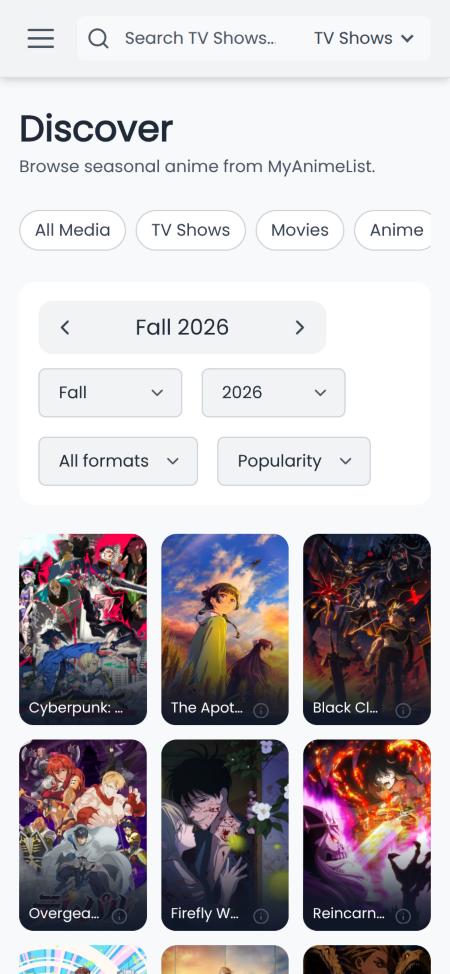 Search TV Shows...
TV Shows
Discover
Browse seasonal anime from MyAnimeList.
All Media
TV Shows
Movies
Anime
Fall 2026
Fall
2026
All formats
Popularity
Cyberpunk: ...
The Apot...
Black Cl...
Overgea...
Firefly W...
Reincarn...